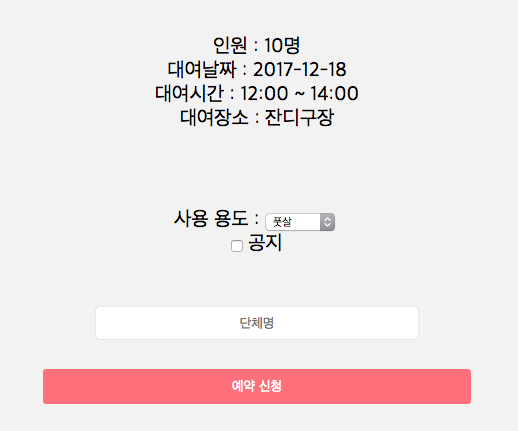 인원 : 10명
대여날짜 : 2017-12-18
대여시간 : 12:00 ~ 14:00
대여장소 : 잔디구장
사용 용도 : 풋살
공지
단체명
예약 신청